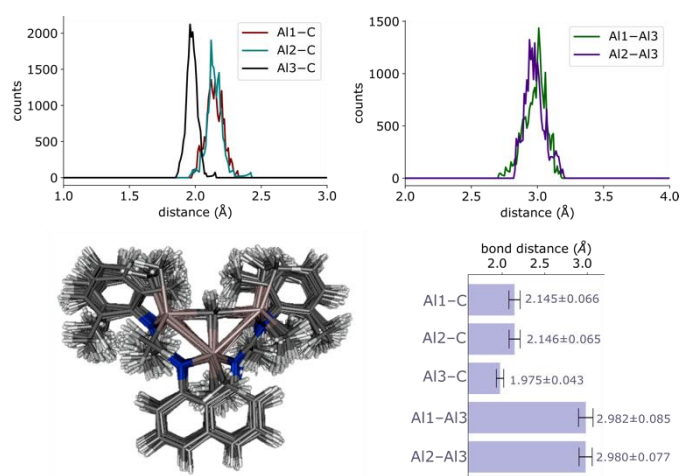 2000
1500
1000
500
0
counts
Al1−C
Al2−C
Al3−C
1.0 1.5 2.0 2.5 3.0
distance (Å)
1500
1000
500
0
counts
Al1−Al3
Al2−Al3
2.0 2.5 3.0 3.5 4.0
distance (Å)
bond distance (Å)
2.0 2.5 3.0
Al1−C 2.145±0.066
Al2−C 2.146±0.065
Al3−C 1.975±0.043
Al1−Al3 2.982±0.085
Al2−Al3 2.980±0.077